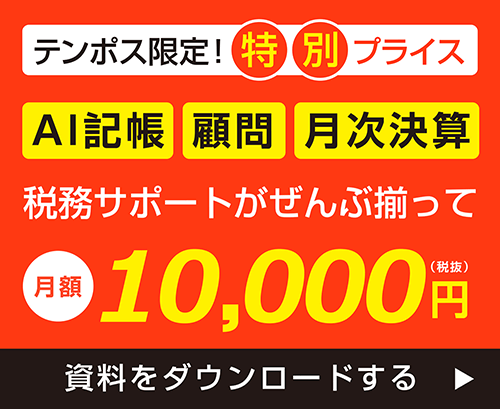 テンポス限定！特別プライス
AI記帳 顧問 月次決算
税務サポートがぜんぶ揃って
月額 10,000円（税抜）
資料をダウンロードする ▶